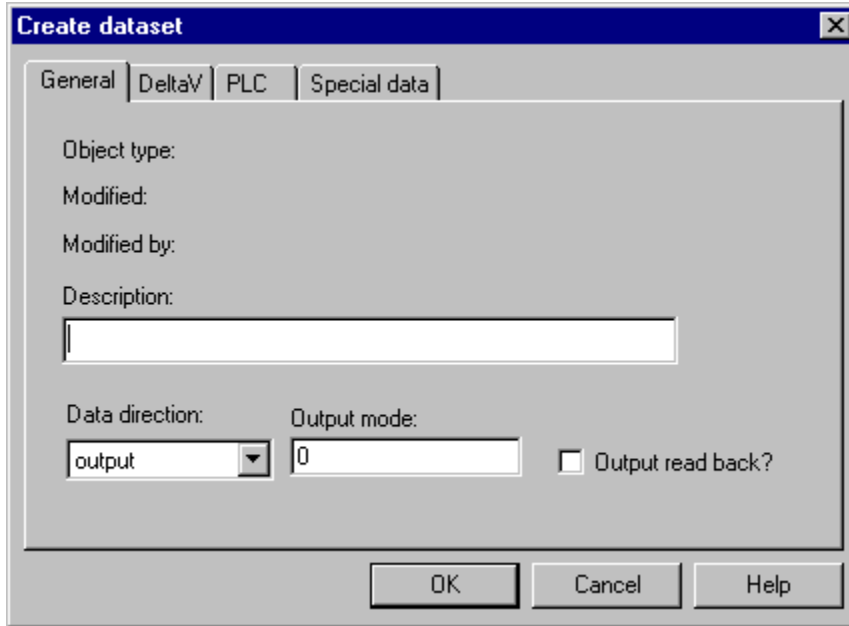 Create dataset
General DeltaV PLC Special data
Object type:
Modified:
Modified by:
Description:
Data direction: Output mode:
output 0 Output read back?
OK Cancel Help